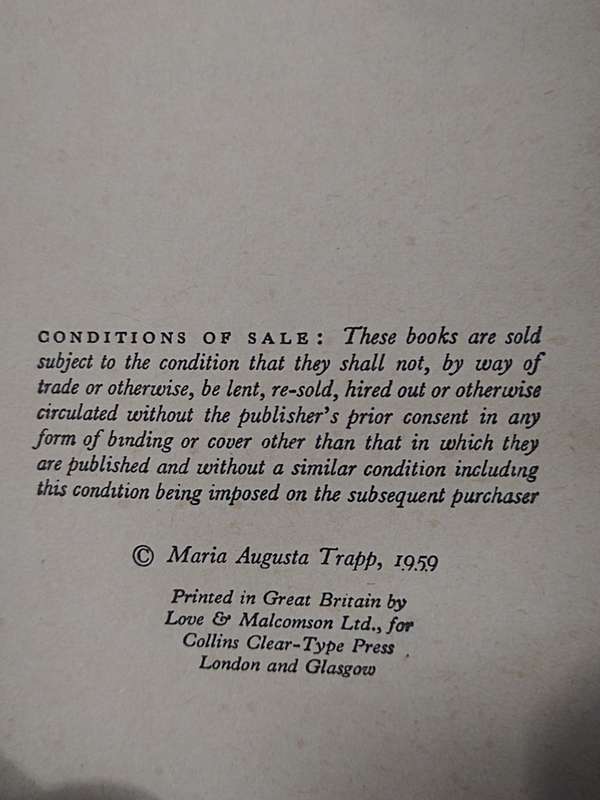 CONDITIONS OF SALE: These books are sold
subject to the condition that they shall not, by way of
trade or otherwise, be lent, re-sold, hired out or otherwise
circulated without the publisher's prior consent in any
form of binding or cover other than that in which they
are published and without a similar condition including
this condition being imposed on the subsequent purchaser
© Maria Augusta Trapp, 1959
Printed in Great Britain by
Love & Malcomson Ltd., for
Collins Clear-Type Press
London and Glasgow